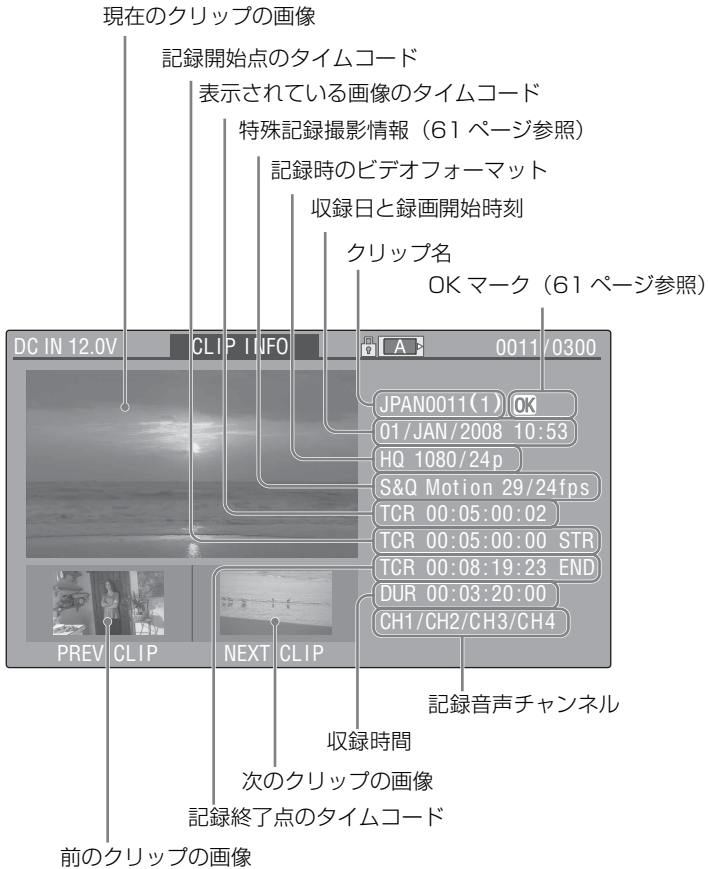 現在のクリップの画像
記録開始点のタイムコード
表示されている画像のタイムコード
特殊記録撮影情報（61 ページ参照）
記録時のビデオフォーマット
収録日と録画開始時刻
クリップ名
OK マーク（61 ページ参照）
DC IN 12.0V CLIP INFO A 0011/0300
JPAN0011(1) OK
01/JAN/2008 10:53
HQ 1080/24p
S&Q Motion 29/24fps
TCR 00:05:00:02
TCR 00:05:00:00 STR
TCR 00:08:19:23 END
DUR 00:03:20:00
CH1/CH2/CH3/CH4
PREV CLIP NEXT CLIP
記録音声チャンネル
収録時間
次のクリップの画像
記録終了点のタイムコード
前のクリップの画像